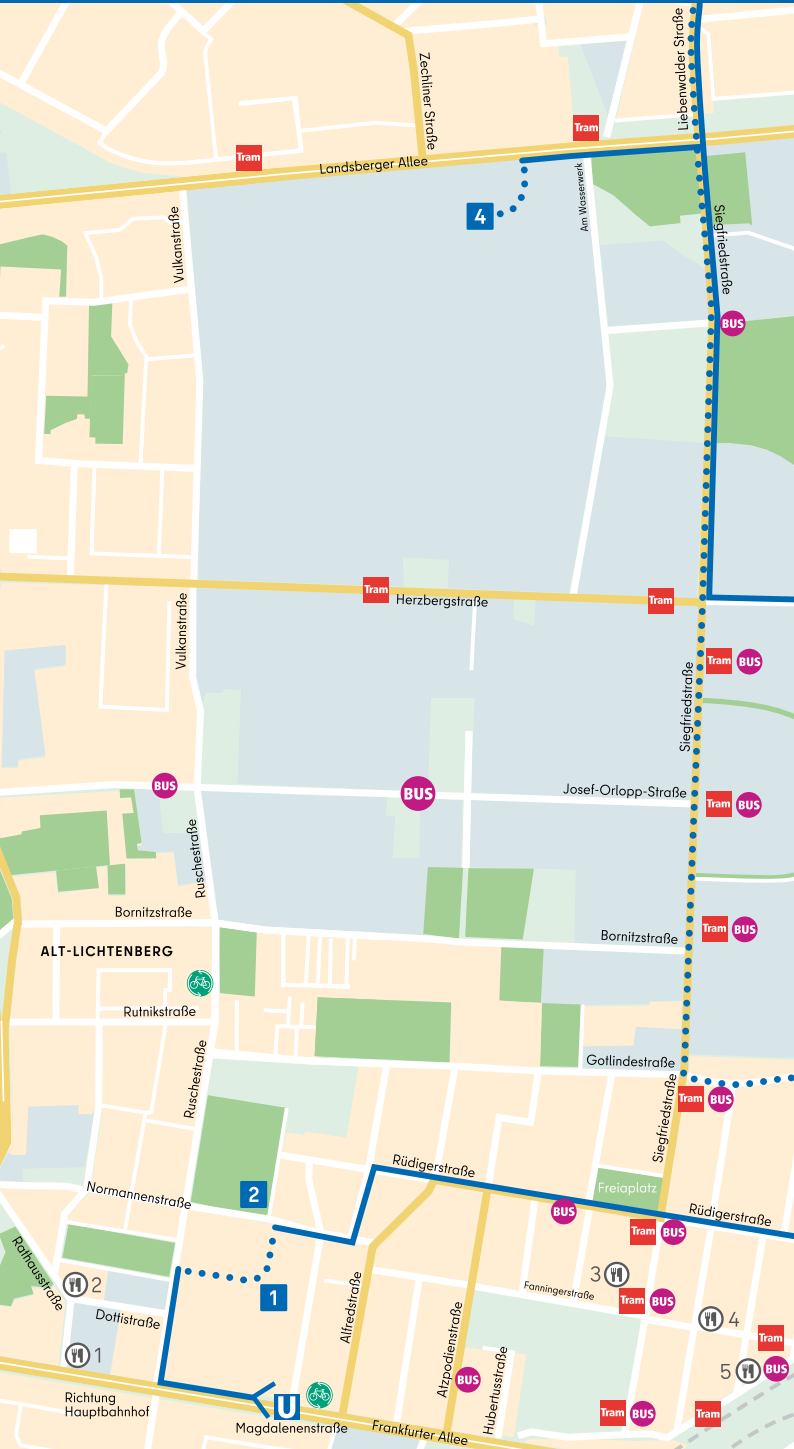 Liebenwalder Straße
Zechliner Straße
Tram
Tram
Landsberger Allee
Am Wasserwerk
4
Vulkanstraße
Siegfriedstraße
BUS
Tram
Herzbergstraße
Tram
Vulkanstraße
Siegfriedstraße
Tram BUS
BUS
BUS
Josef-Orlopp-Straße
Tram BUS
Ruschestraße
Bornitzstraße
Bornitzstraße
Tram BUS
ALT-LICHTENBERG
Rutnikstraße
Ruschestraße
Gotlindestraße
Siegfriedstraße
Tram BUS
Rüdigerstraße
Freiaplatz
Normannenstraße
2
BUS
Rüdigerstraße
Tram BUS
Rathausstraße
2
3
1
Fanningerstraße
Tram BUS
Dottistraße
Alfredstraße
Atzpodienstraße
4
Tram
1
Hubertusstraße
BUS
5 BUS
Richtung
Hauptbahnhof
U
Magdalenenstraße
Frankfurter Allee
Tram BUS
Tram